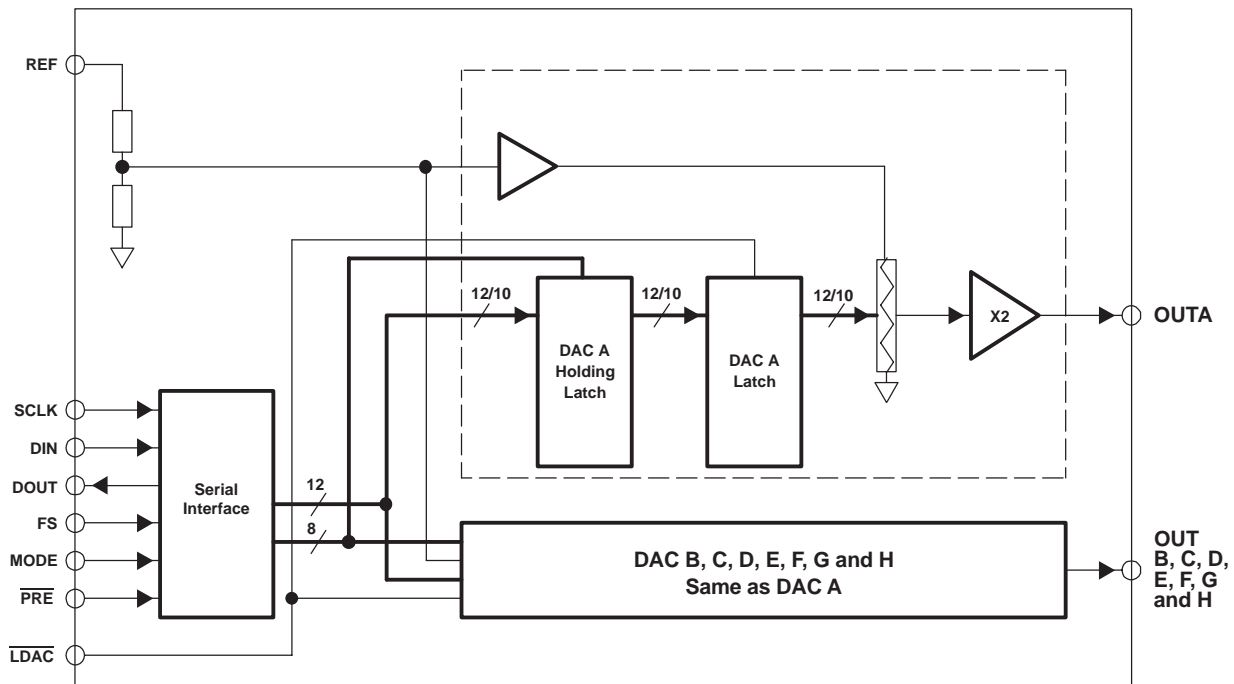 REF
12/10
12/10
12/10
X2
OUTA
DAC A
Holding
Latch
DAC A
Latch
SCLK
DIN
DOUT
FS
MODE
PRE
LDAC
Serial
Interface
12
8
DAC B, C, D, E, F, G and H
Same as DAC A
OUT
B, C, D,
E, F, G
and H